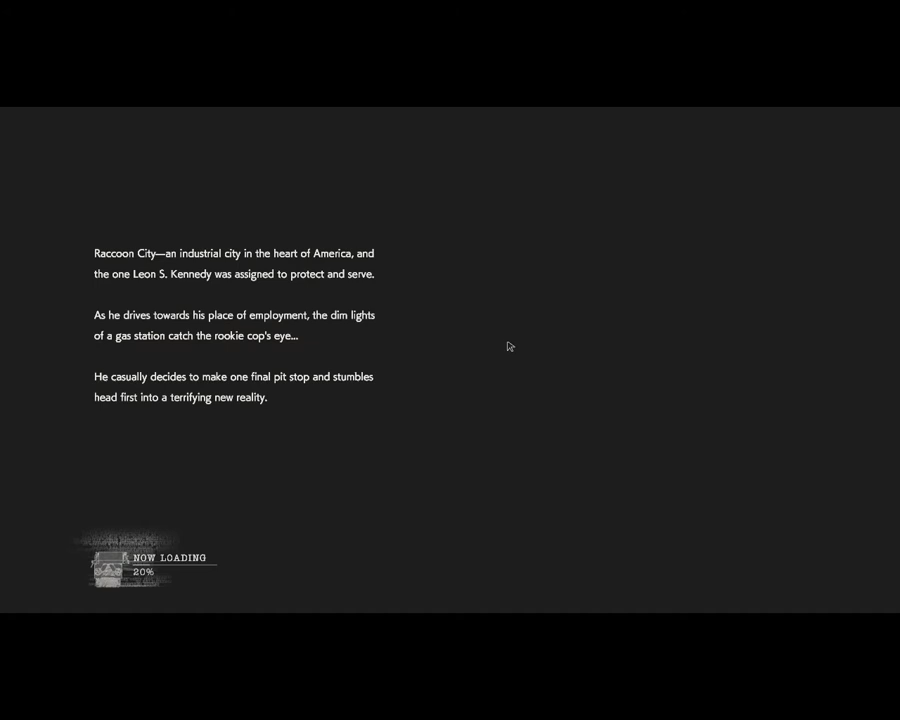 Raccoon City—an industrial city in the heart of America, and
the one Leon S. Kennedy was assigned to protect and serve.
As he drives towards his place of employment, the dim lights
of a gas station catch the rookie cop's eye...
He casually decides to make one final pit stop and stumbles
head first into a terrifying new reality.
NOW LOADING
20%